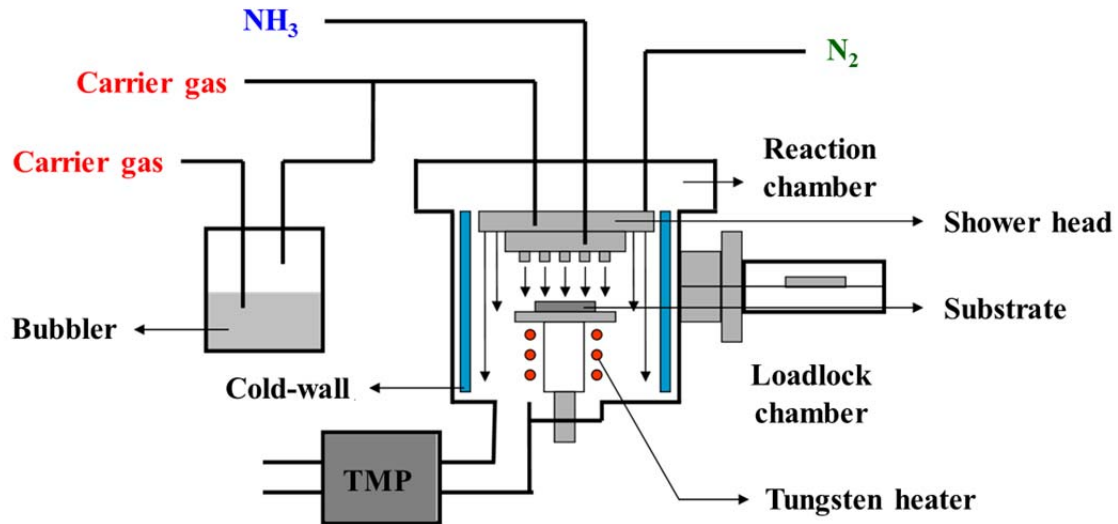 NH3
N2
Carrier gas
Carrier gas
Reaction
chamber
Shower head
Substrate
Bubbler
Cold-wall
Loadlock
chamber
TMP
Tungsten heater